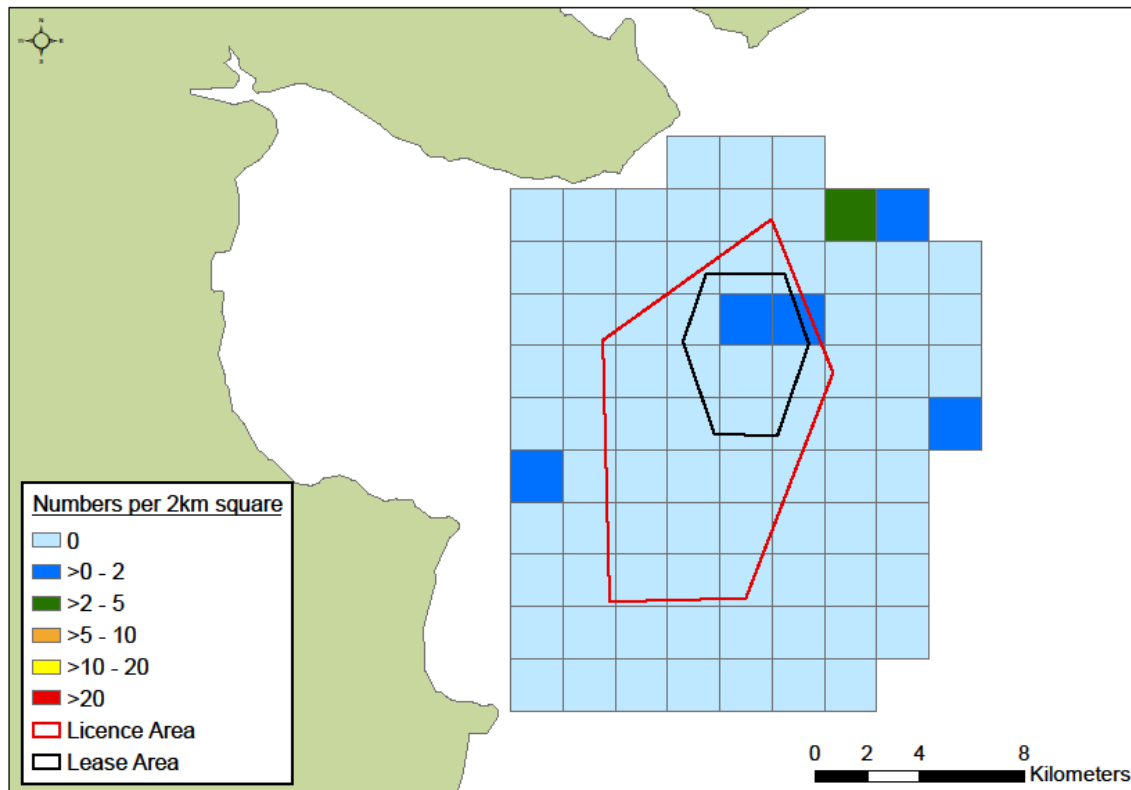 N
Numbers per 2km square
0
>0 - 2
>2 - 5
>5 - 10
>10 - 20
>20
Licence Area
Lease Area
0 2 4 8
Kilometers